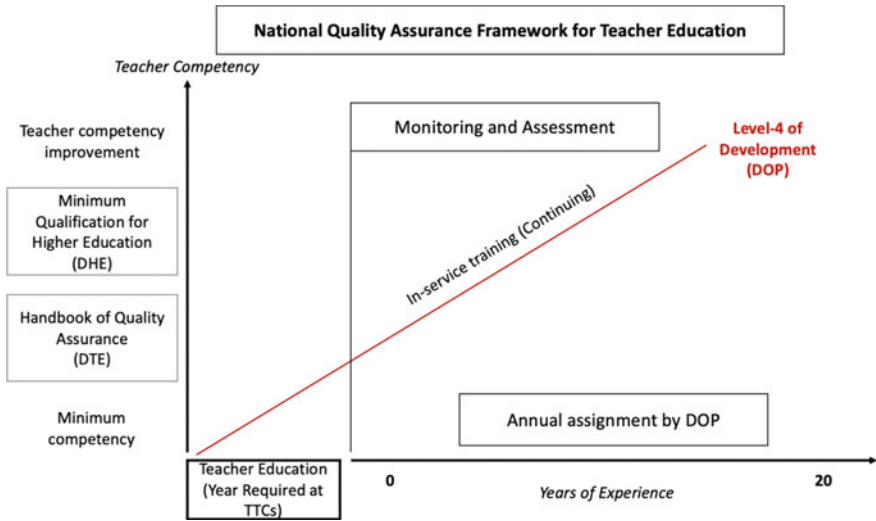 National Quality Assurance Framework for Teacher Education
Teacher Competency
Teacher competency
improvement
Monitoring and Assessment
Level-4 of
Development
(DOP)
Minimum
Qualification for
Higher Education
(DHE)
In-service training (Continuing)
Handbook of Quality
Assurance
(DTE)
Minimum
competency
Annual assignment by DOP
Teacher Education
(Year Required at
TTCs)
0
Years of Experience
20